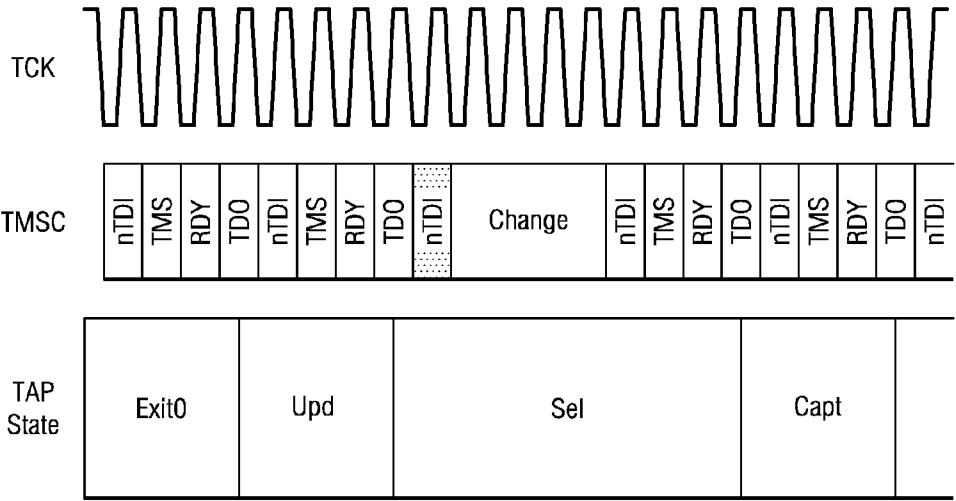 TCK
TMSC
nTDI
TMS
RDY
TDO
nTDI
TMS
RDY
TDO
nTDI
Change
nTDI
TMS
RDY
TDO
nTDI
TMS
RDY
TDO
nTDI
TAP
State
Exit0
Upd
Sel
Capt